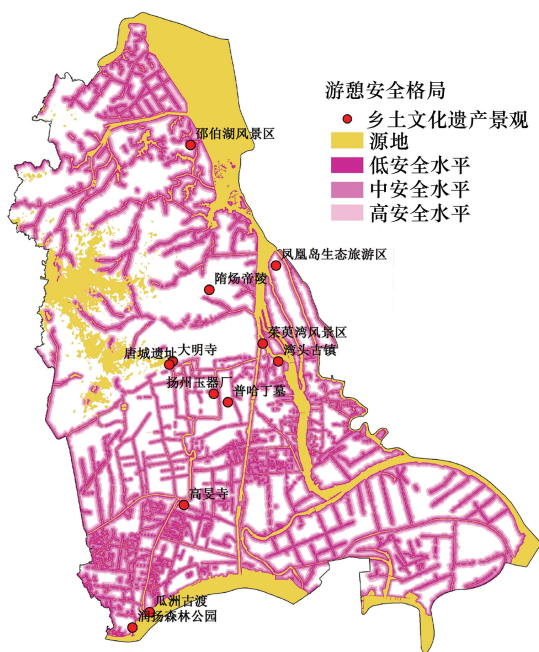 游憩安全格局
乡土文化遗产景观
源地
低安全水平
中安全水平
高安全水平
邵伯湖风景区
凤凰岛生态旅游区
隋炀帝陵
茱萸湾风景区
湾头古镇
唐城遗址
大明寺
扬州玉器厂
普哈丁墓
高旻寺
瓜洲古渡
润扬森林公园